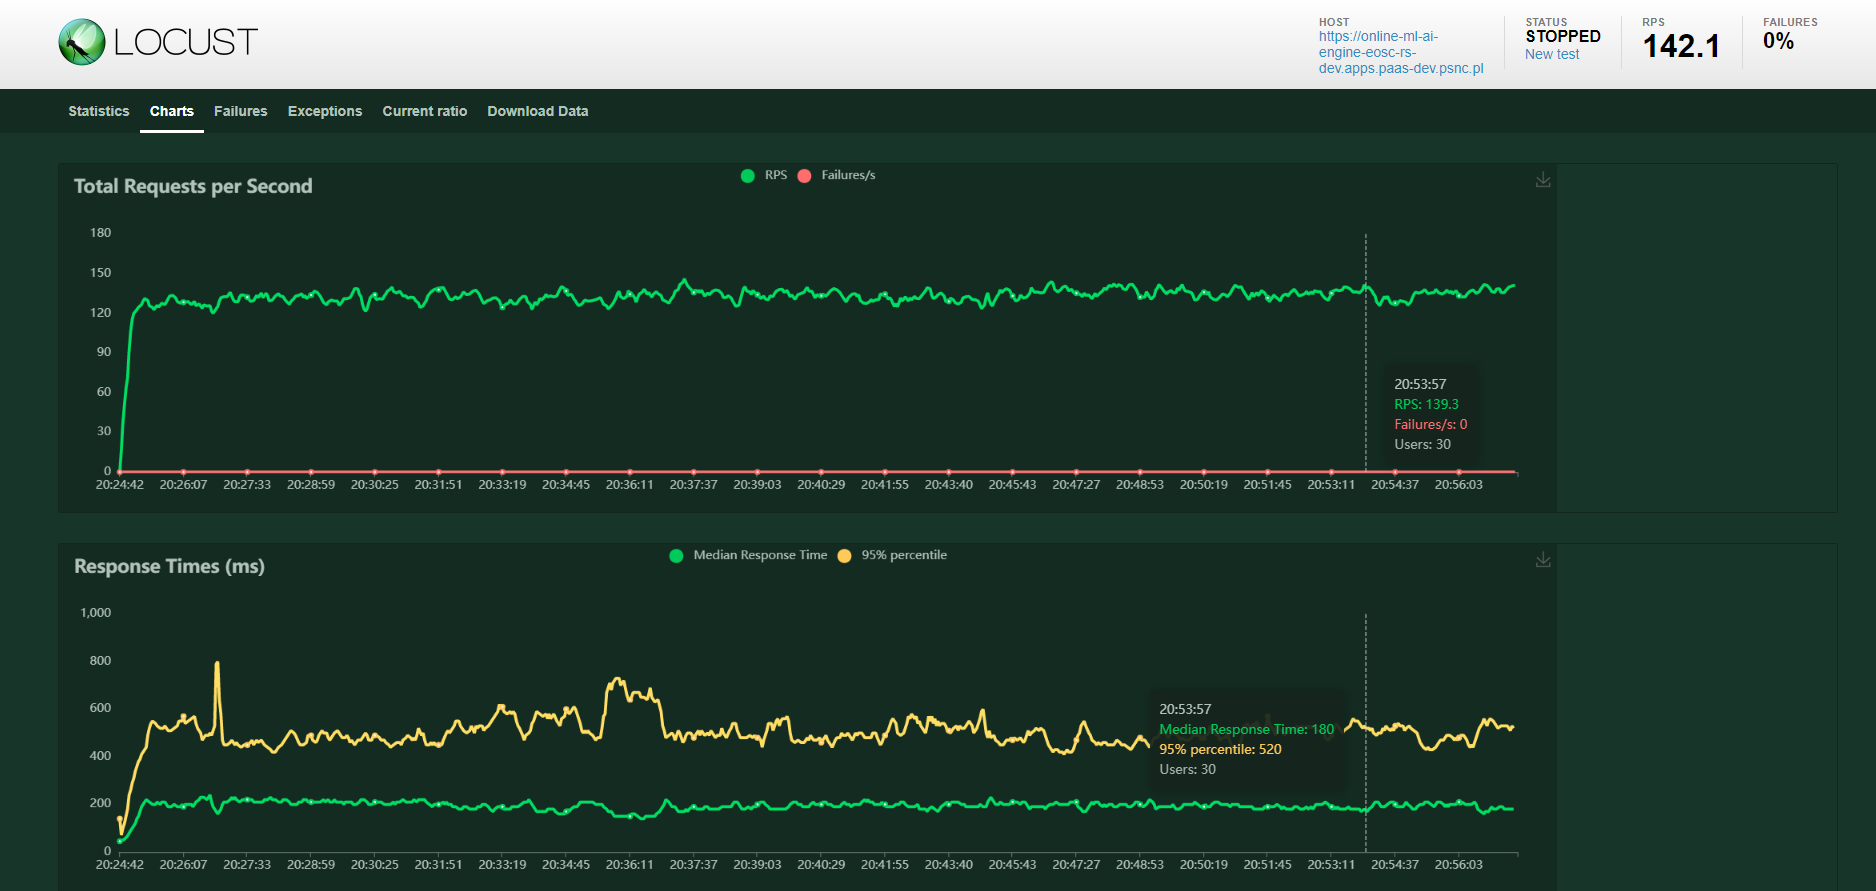 LOCUST
HOST
https://online-ml-ai-
engine-eosc-rs-
dev.apps.paas-dev.psnc.pl
STATUS
STOPPED
New test
RPS
142.1
FAILURES
0%
Statistics Charts Failures Exceptions Current ratio Download Data
Total Requests per Second
RPS Failures/s
180
150
120
90
60
30
0
20:53:57
RPS: 139.3
Failures/s: 0
Users: 30
20:24:42 20:26:07 20:27:33 20:28:59 20:30:25 20:31:51 20:33:19 20:34:45 20:36:11 20:37:37 20:39:03 20:40:29 20:41:55 20:43:40 20:45:43 20:47:27 20:48:53 20:50:19 20:51:45 20:53:11 20:54:37 20:56:03
Response Times (ms)
Median Response Time 95% percentile
1,000
800
600
400
200
0
20:53:57
Median Response Time: 180
95% percentile: 520
Users: 30
20:24:42 20:26:07 20:27:33 20:28:59 20:30:25 20:31:51 20:33:19 20:34:45 20:36:11 20:37:37 20:39:03 20:40:29 20:41:55 20:43:40 20:45:43 20:47:27 20:48:53 20:50:19 20:51:45 20:53:11 20:54:37 20:56:03